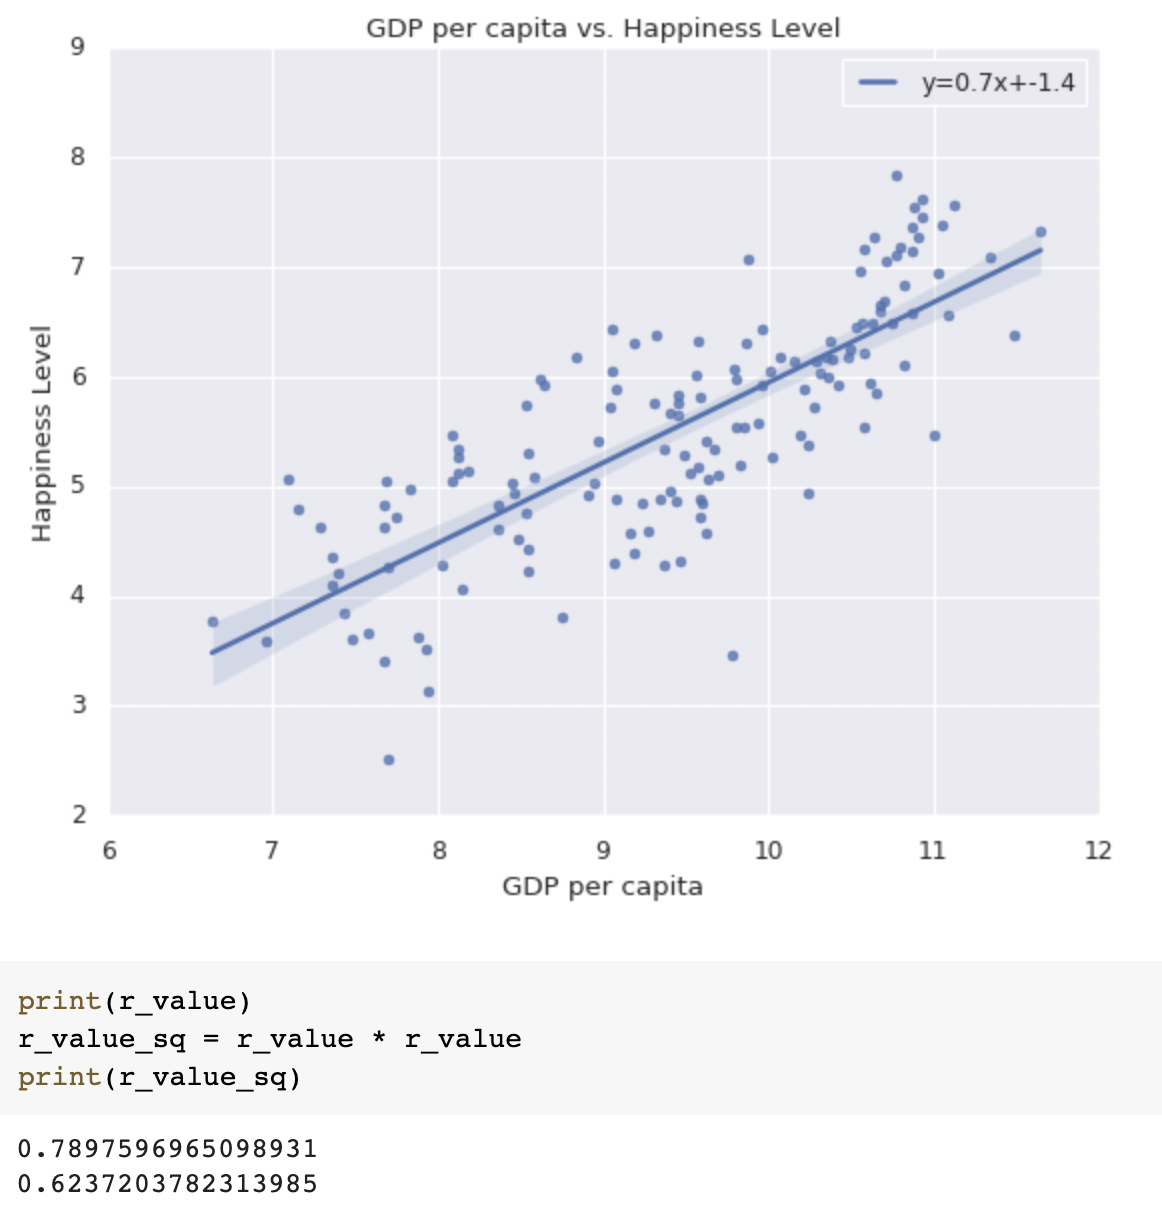 GDP per capita vs. Happiness Level
y=0.7x+-1.4
9
8
7
6
5
4
3
2
Happiness Level
6 7 8 9 10 11 12
GDP per capita
print(r_value)
r_value_sq = r_value * r_value
print(r_value_sq)
0.7897596965098931
0.6237203782313985